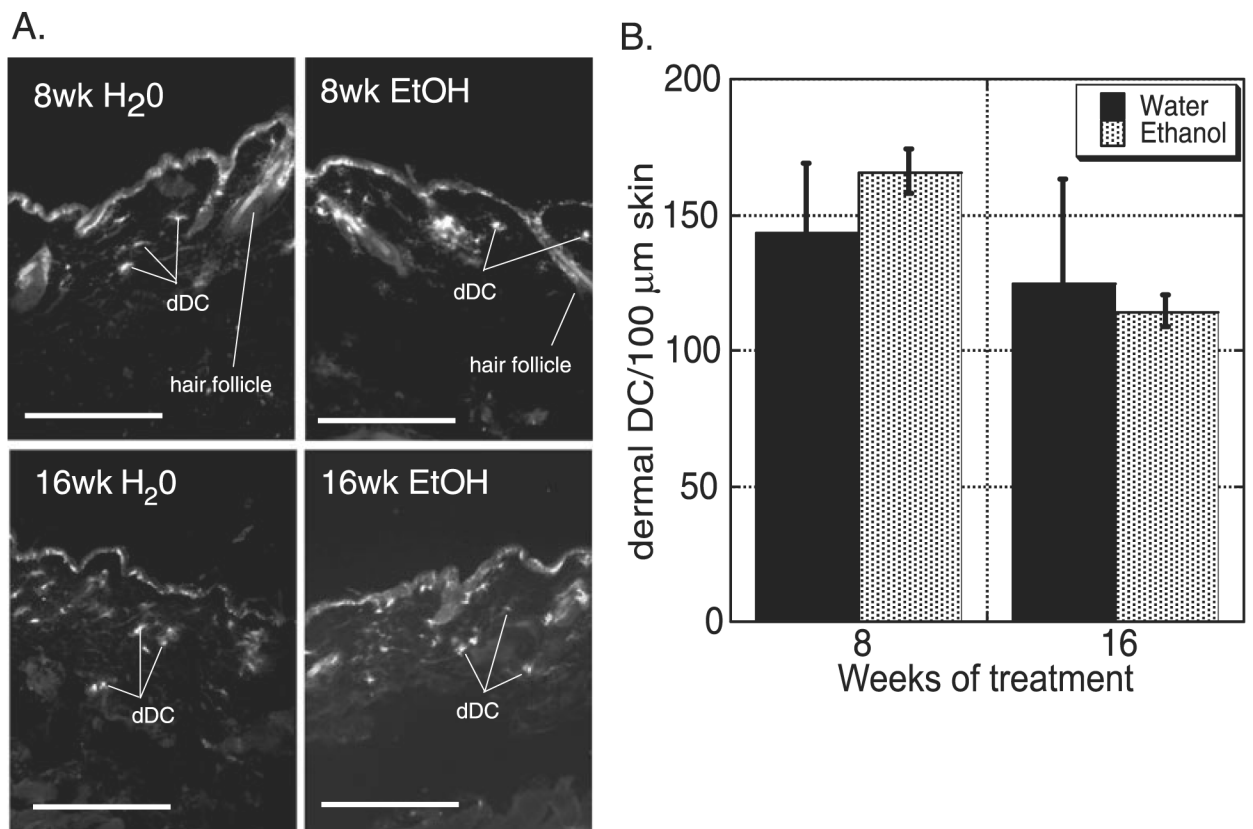 A.
8wk H₂0
dDC
hair follicle
8wk EtOH
dDC
hair follicle
16wk H₂0
dDC
16wk EtOH
dDC
B.
dermal DC/100 μm skin
200
150
100
50
0
Water
Ethanol
8
16
Weeks of treatment